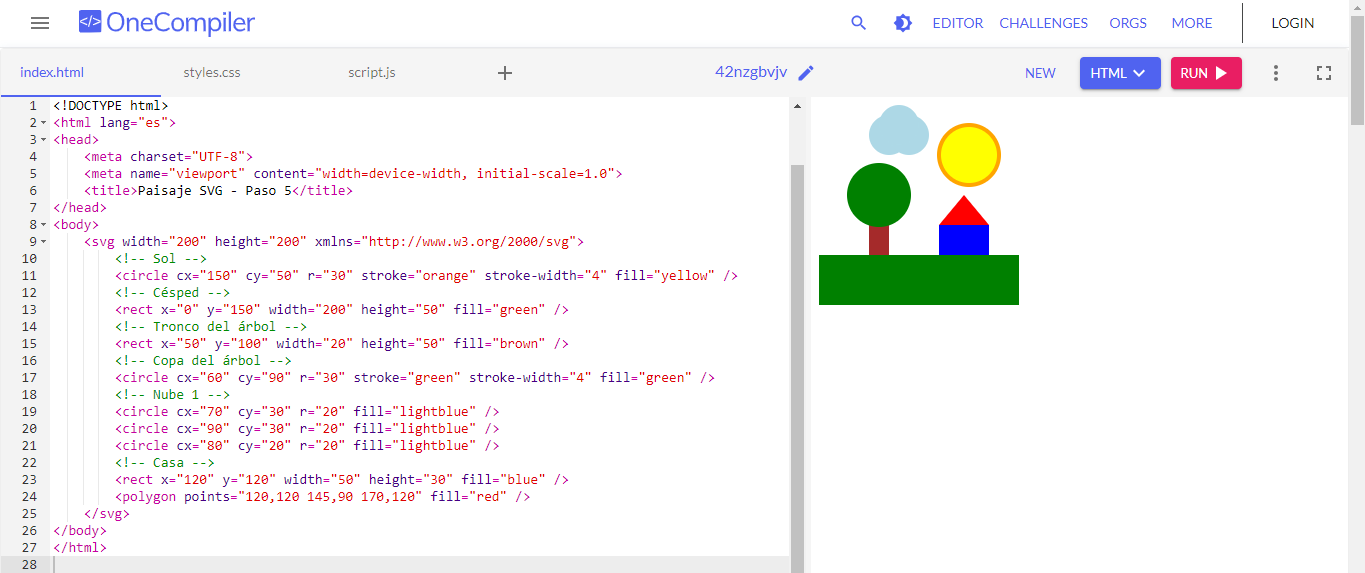 </> OneCompiler EDITOR CHALLENGES ORGS MORE LOGIN
index.html styles.css script.js + 42nzgbvjv NEW HTML RUN
1 <!DOCTYPE html>
2 <html lang="es">
3 <head>
4 <meta charset="UTF-8">
5 <meta name="viewport" content="width=device-width, initial-scale=1.0">
6 <title>Paisaje SVG - Paso 5</title>
7 </head>
8 <body>
9 <svg width="200" height="200" xmlns="http://www.w3.org/2000/svg">
10 <!-- Sol -->
11 <circle cx="150" cy="50" r="30" stroke="orange" stroke-width="4" fill="yellow" />
12 <!-- Césped -->
13 <rect x="0" y="150" width="200" height="50" fill="green" />
14 <!-- Tronco del árbol -->
15 <rect x="50" y="100" width="20" height="50" fill="brown" />
16 <!-- Copa del árbol -->
17 <circle cx="60" cy="90" r="30" stroke="green" stroke-width="4" fill="green" />
18 <!-- Nube 1 -->
19 <circle cx="70" cy="30" r="20" fill="lightblue" />
20 <circle cx="90" cy="30" r="20" fill="lightblue" />
21 <circle cx="80" cy="20" r="20" fill="lightblue" />
22 <!-- Casa -->
23 <rect x="120" y="120" width="50" height="30" fill="blue" />
24 <polygon points="120,120 145,90 170,120" fill="red" />
25 </svg>
26 </body>
27 </html>
28